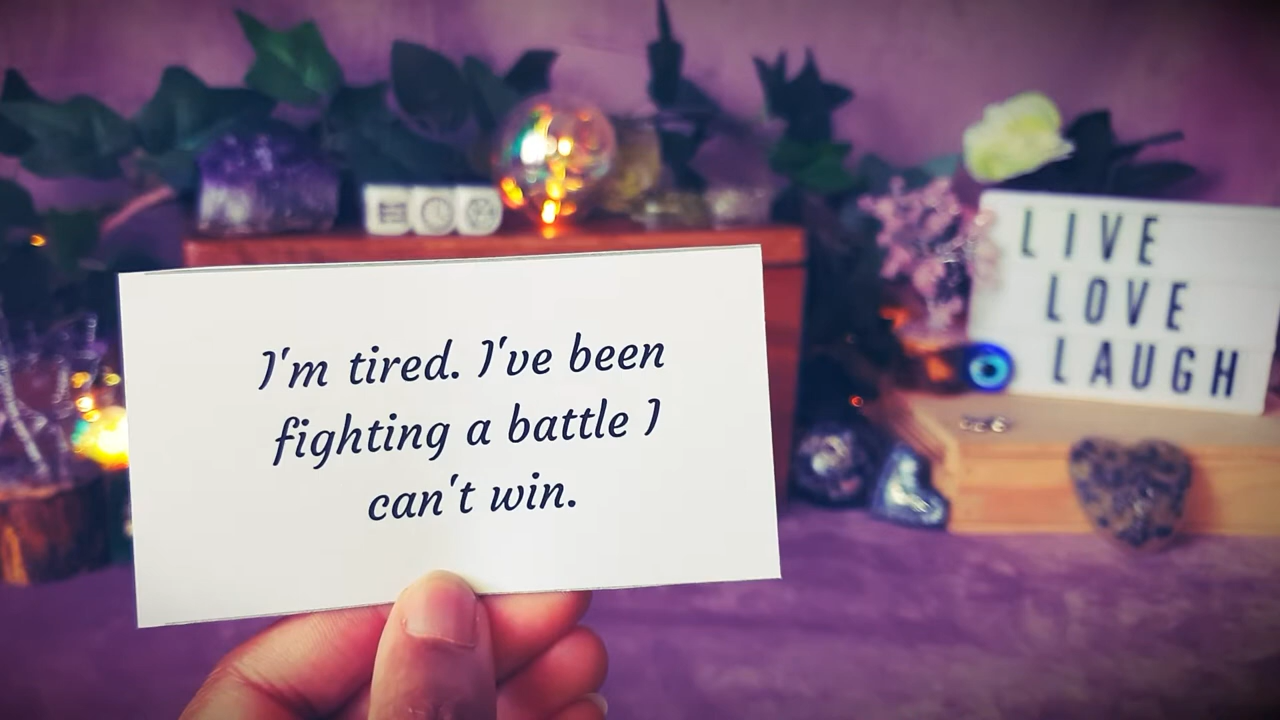 I'm tired. I've been
fighting a battle I
can't win.
LIVE
LOVE
LAUGH